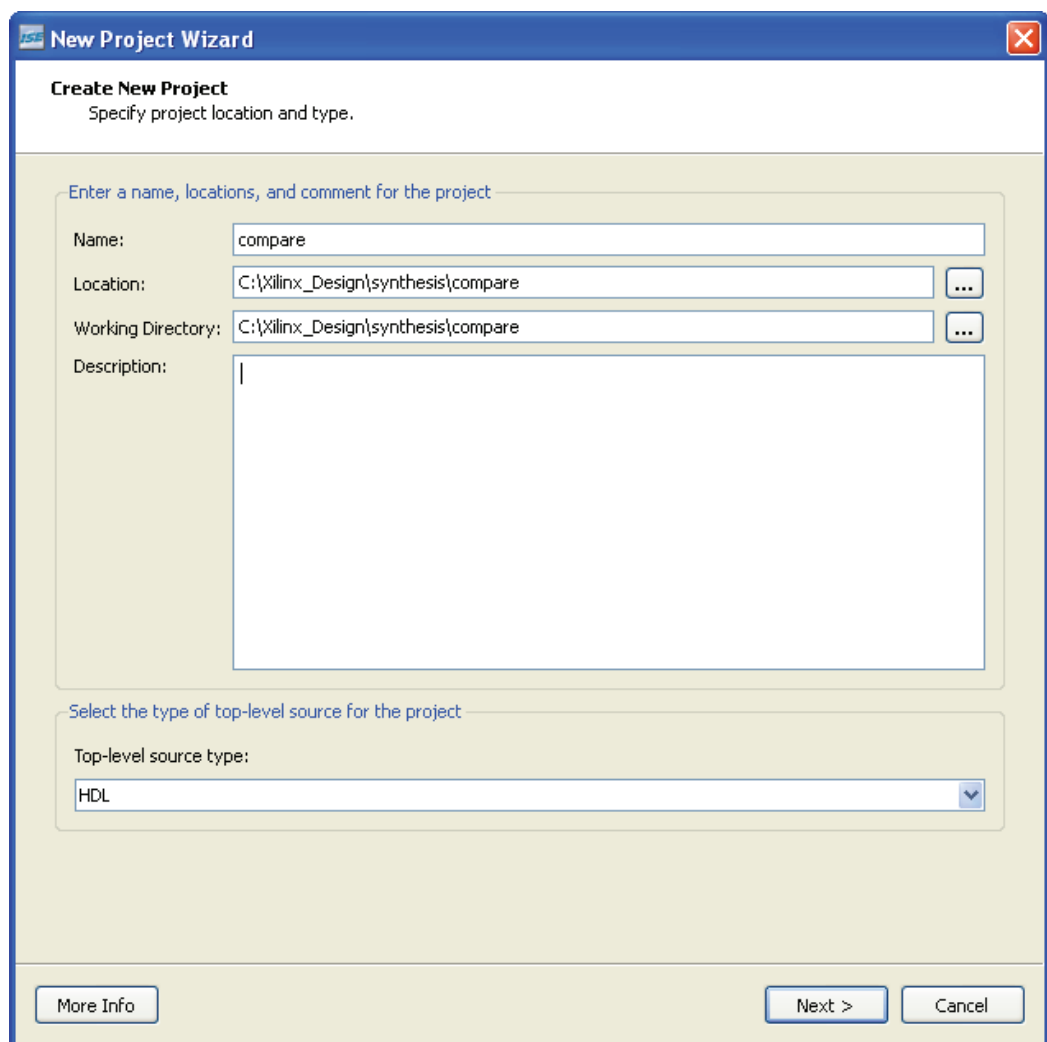 ISE New Project Wizard
Create New Project
Specify project location and type.
Enter a name, locations, and comment for the project
Name: compare
Location: C:\Xilinx_Design\synthesis\compare ...
Working Directory: C:\Xilinx_Design\synthesis\compare ...
Description:
Select the type of top-level source for the project
Top-level source type:
HDL
More Info Next > Cancel